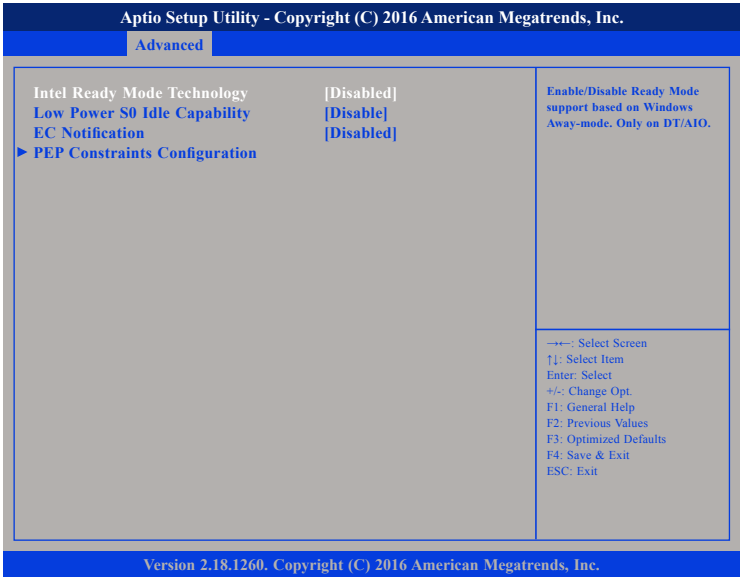 Aptio Setup Utility - Copyright (C) 2016 American Megatrends, Inc.
Advanced
Intel Ready Mode Technology [Disabled]
Low Power S0 Idle Capability [Disable]
EC Notification [Disabled]
► PEP Constraints Configuration
Enable/Disable Ready Mode
support based on Windows
Away-mode. Only on DT/AIO.
→←: Select Screen
↑↓: Select Item
Enter: Select
+/-: Change Opt.
F1: General Help
F2: Previous Values
F3: Optimized Defaults
F4: Save & Exit
ESC: Exit
Version 2.18.1260. Copyright (C) 2016 American Megatrends, Inc.